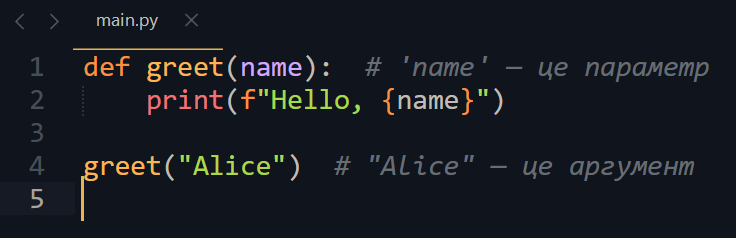 main.py
1 def greet(name):  # 'name' — це параметр
2     print(f"Hello, {name}")
3
4 greet("Alice")  # "Alice" — це аргумент
5